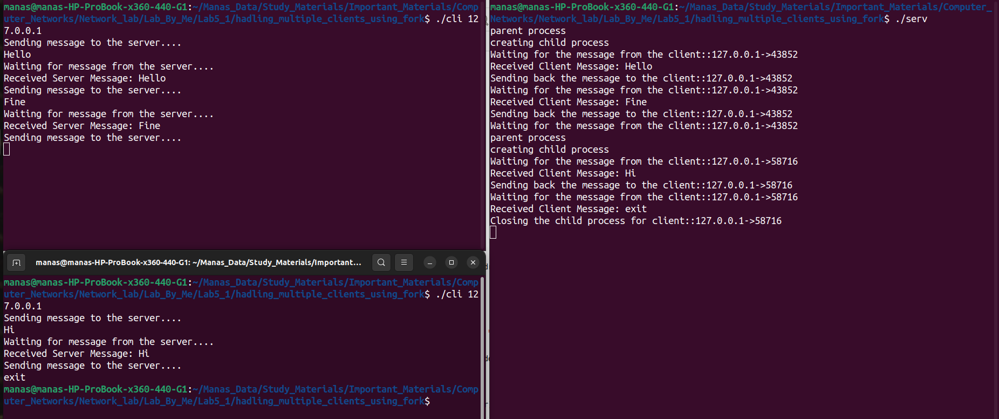 manas@manas-HP-ProBook-x360-440-G1:~/Manas_Data/Study_Materials/Important_Materials/Comp
uter_Networks/Network_lab/Lab_By_Me/Lab5_1/hadling_multiple_clients_using_fork$ ./cli 12
7.0.0.1
Sending message to the server....
Hello
Waiting for message from the server....
Received Server Message: Hello
Sending message to the server....
Fine
Waiting for message from the server....
Received Server Message: Fine
Sending message to the server....
manas@manas-HP-ProBook-x360-440-G1: ~/Manas_Data/Study_Materials/Important...
manas@manas-HP-ProBook-x360-440-G1:~/Manas_Data/Study_Materials/Important_Materials/Comp
uter_Networks/Network_lab/Lab_By_Me/Lab5_1/hadling_multiple_clients_using_fork$ ./cli 12
7.0.0.1
Sending message to the server....
Hi
Waiting for message from the server....
Received Server Message: Hi
Sending message to the server....
exit
manas@manas-HP-ProBook-x360-440-G1:~/Manas_Data/Study_Materials/Important_Materials/Comp
uter_Networks/Network_lab/Lab_By_Me/Lab5_1/hadling_multiple_clients_using_fork$
manas@manas-HP-ProBook-x360-440-G1:~/Manas_Data/Study_Materials/Important_Materials/Computer_
Networks/Network_lab/Lab_By_Me/Lab5_1/hadling_multiple_clients_using_fork$ ./serv
parent process
creating child process
Waiting for the message from the client::127.0.0.1->43852
Received Client Message: Hello
Sending back the message to the client::127.0.0.1->43852
Waiting for the message from the client::127.0.0.1->43852
Received Client Message: Fine
Sending back the message to the client::127.0.0.1->43852
Waiting for the message from the client::127.0.0.1->43852
parent process
creating child process
Waiting for the message from the client::127.0.0.1->58716
Received Client Message: Hi
Sending back the message to the client::127.0.0.1->58716
Waiting for the message from the client::127.0.0.1->58716
Received Client Message: exit
Closing the child process for client::127.0.0.1->58716